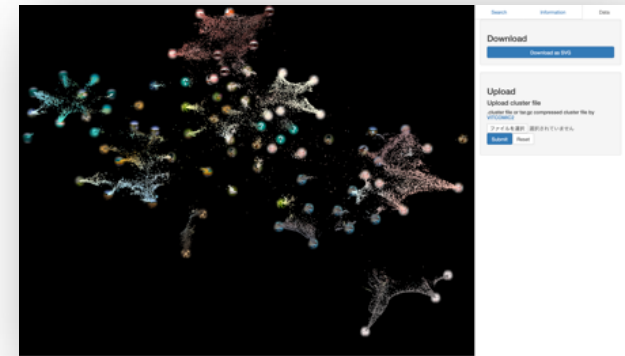 Search Information Data
Download
Download as SVG
Upload
Upload cluster file
.cluster file or tar.gz compressed cluster file by
VITCOMIC2
ファイルを選択 選択されていません
Submit Reset